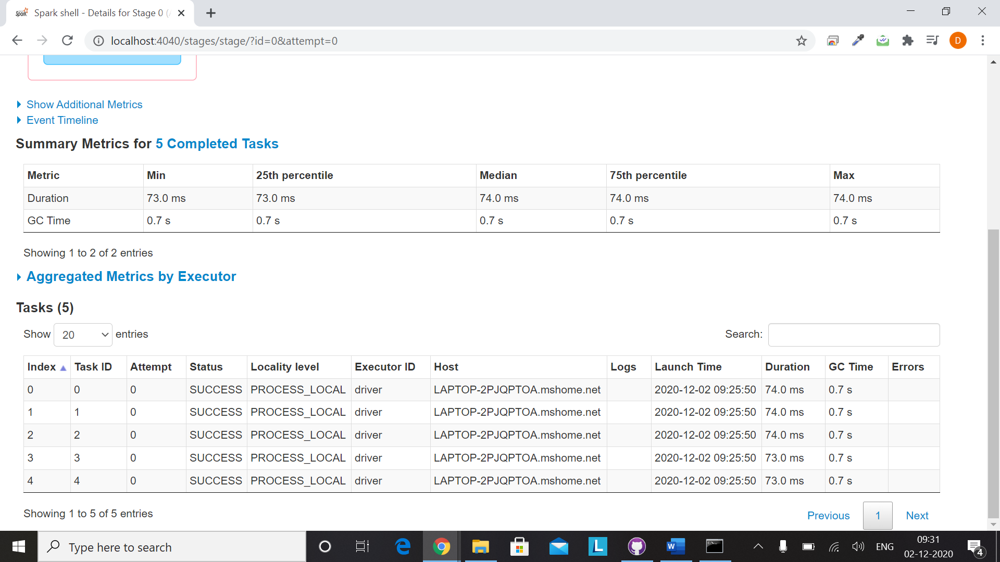 Spark shell - Details for Stage 0 (
localhost:4040/stages/stage/?id=0&attempt=0
D
Show Additional Metrics
Event Timeline
Summary Metrics for 5 Completed Tasks
Metric Min 25th percentile Median 75th percentile Max
Duration 73.0 ms 73.0 ms 74.0 ms 74.0 ms 74.0 ms
GC Time 0.7 s 0.7 s 0.7 s 0.7 s 0.7 s
Showing 1 to 2 of 2 entries
Aggregated Metrics by Executor
Tasks (5)
Show 20 entries Search:
Index Task ID Attempt Status Locality level Executor ID Host Logs Launch Time Duration GC Time Errors
0 0 0 SUCCESS PROCESS_LOCAL driver LAPTOP-2PJQPTOA.mshome.net 2020-12-02 09:25:50 74.0 ms 0.7 s
1 1 0 SUCCESS PROCESS_LOCAL driver LAPTOP-2PJQPTOA.mshome.net 2020-12-02 09:25:50 74.0 ms 0.7 s
2 2 0 SUCCESS PROCESS_LOCAL driver LAPTOP-2PJQPTOA.mshome.net 2020-12-02 09:25:50 74.0 ms 0.7 s
3 3 0 SUCCESS PROCESS_LOCAL driver LAPTOP-2PJQPTOA.mshome.net 2020-12-02 09:25:50 73.0 ms 0.7 s
4 4 0 SUCCESS PROCESS_LOCAL driver LAPTOP-2PJQPTOA.mshome.net 2020-12-02 09:25:50 73.0 ms 0.7 s
Showing 1 to 5 of 5 entries Previous 1 Next
Type here to search
L
W
ENG
09:31
02-12-2020
4